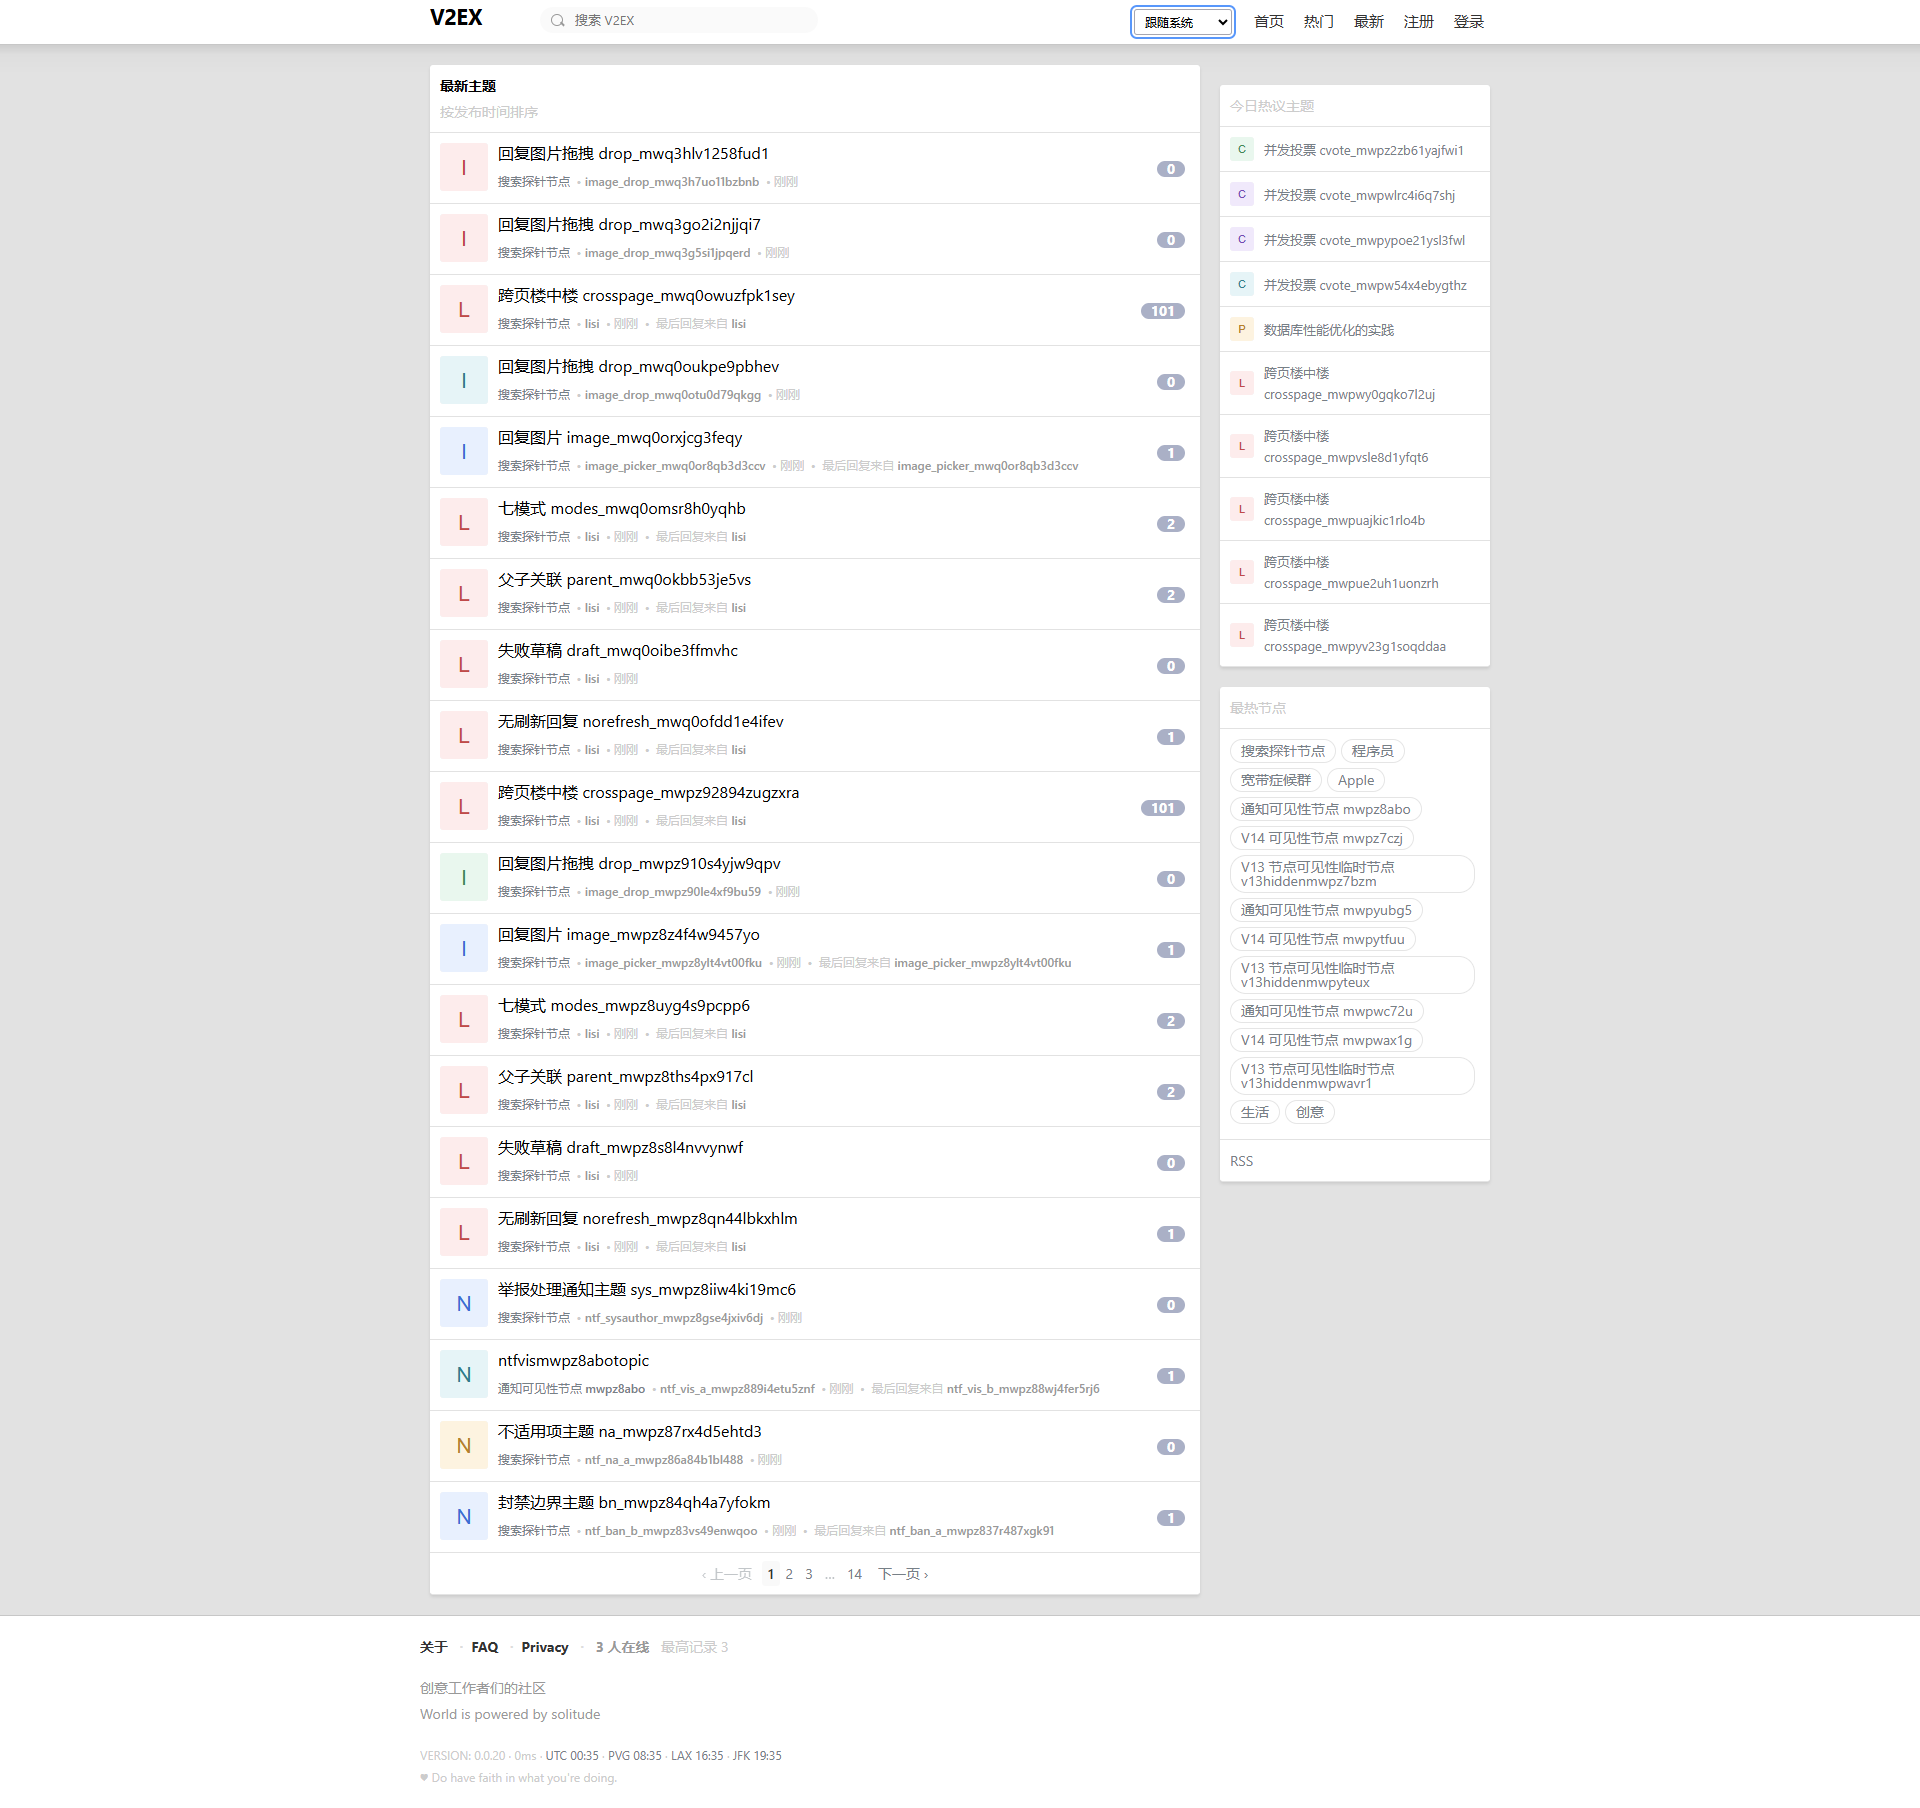 V2EX
搜索 V2EX
跟随系统
首页 热门 最新 注册 登录
最新主题
按发布时间排序
I
回复图片拖拽 drop_mwq3hlv1258fud1
搜索探针节点 • image_drop_mwq3h7uo11bzbnb • 刚刚
0
I
回复图片拖拽 drop_mwq3go2i2njjqi7
搜索探针节点 • image_drop_mwq3g5si1jpqerd • 刚刚
0
L
跨页楼中楼 crosspage_mwq0owuzfpk1sey
搜索探针节点 • lisi • 刚刚 • 最后回复来自 lisi
101
I
回复图片拖拽 drop_mwq0oukpe9pbhev
搜索探针节点 • image_drop_mwq0otu0d79qkgg • 刚刚
0
I
回复图片 image_mwq0orxjcg3feqy
搜索探针节点 • image_picker_mwq0or8qb3d3ccv • 刚刚 • 最后回复来自 image_picker_mwq0or8qb3d3ccv
1
L
七模式 modes_mwq0omsr8h0yqhb
搜索探针节点 • lisi • 刚刚 • 最后回复来自 lisi
2
L
父子关联 parent_mwq0okbb53je5vs
搜索探针节点 • lisi • 刚刚 • 最后回复来自 lisi
2
L
失败草稿 draft_mwq0oibe3ffmvhc
搜索探针节点 • lisi • 刚刚
0
L
无刷新回复 norefresh_mwq0ofdd1e4ifev
搜索探针节点 • lisi • 刚刚 • 最后回复来自 lisi
1
L
跨页楼中楼 crosspage_mwpz92894zugzxra
搜索探针节点 • lisi • 刚刚 • 最后回复来自 lisi
101
I
回复图片拖拽 drop_mwpz910s4yjw9qpv
搜索探针节点 • image_drop_mwpz90le4xf9bu59 • 刚刚
0
I
回复图片 image_mwpz8z4f4w9457yo
搜索探针节点 • image_picker_mwpz8ylt4vt00fku • 刚刚 • 最后回复来自 image_picker_mwpz8ylt4vt00fku
1
L
七模式 modes_mwpz8uyg4s9pcpp6
搜索探针节点 • lisi • 刚刚 • 最后回复来自 lisi
2
L
父子关联 parent_mwpz8ths4px917cl
搜索探针节点 • lisi • 刚刚 • 最后回复来自 lisi
2
L
失败草稿 draft_mwpz8s8l4nvvynwf
搜索探针节点 • lisi • 刚刚
0
L
无刷新回复 norefresh_mwpz8qn44lbkxhlm
搜索探针节点 • lisi • 刚刚 • 最后回复来自 lisi
1
N
举报处理通知主题 sys_mwpz8iiw4ki19mc6
搜索探针节点 • ntf_sysauthor_mwpz8gse4jxiv6dj • 刚刚
0
N
ntfvismwpz8abotopic
通知可见性节点 mwpz8abo • ntf_vis_a_mwpz889i4etu5znf • 刚刚 • 最后回复来自 ntf_vis_b_mwpz88wj4fer5rj6
1
N
不适用项主题 na_mwpz87rx4d5ehtd3
搜索探针节点 • ntf_na_a_mwpz86a84b1bl488 • 刚刚
0
N
封禁边界主题 bn_mwpz84qh4a7yfokm
搜索探针节点 • ntf_ban_b_mwpz83vs49enwqoo • 刚刚 • 最后回复来自 ntf_ban_a_mwpz837r487xgk91
1
‹ 上一页 1 2 3 ... 14 下一页 ›
今日热议主题
C 并发投票 cvote_mwpz2zb61yajfwi1
C 并发投票 cvote_mwpwlrc4i6q7shj
C 并发投票 cvote_mwpypoe21ysl3fwl
C 并发投票 cvote_mwpw54x4ebygthz
P 数据库性能优化的实践
L 跨页楼中楼
crosspage_mwpwy0gqko7l2uj
L 跨页楼中楼
crosspage_mwpvsle8d1yfqt6
L 跨页楼中楼
crosspage_mwpuajkic1rlo4b
L 跨页楼中楼
crosspage_mwpue2uh1uonzrh
L 跨页楼中楼
crosspage_mwpyv23g1soqddaa
最热节点
搜索探针节点 程序员
宽带症候群 Apple
通知可见性节点 mwpz8abo
V14 可见性节点 mwpz7czj
V13 节点可见性临时节点
v13hiddenmwpz7bzm
通知可见性节点 mwpyubg5
V14 可见性节点 mwpytfuu
V13 节点可见性临时节点
v13hiddenmwpyteux
通知可见性节点 mwpwc72u
V14 可见性节点 mwpwax1g
V13 节点可见性临时节点
v13hiddenmwpwavr1
生活 创意
RSS
关于 · FAQ · Privacy · 3 人在线 最高记录 3
创意工作者们的社区
World is powered by solitude
VERSION: 0.0.20 · 0ms · UTC 00:35 · PVG 08:35 · LAX 16:35 · JFK 19:35
♥ Do have faith in what you're doing.